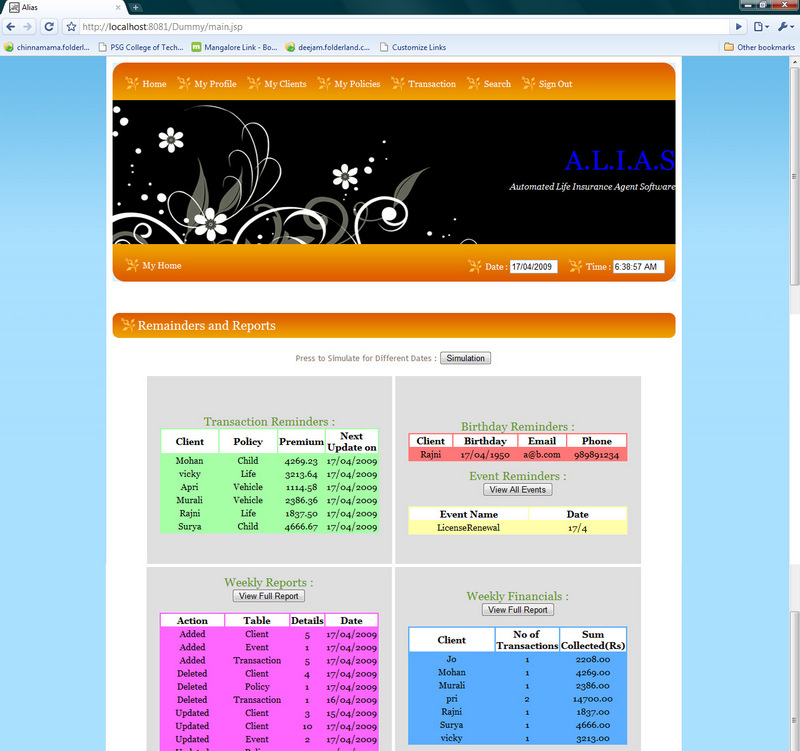 Alias
http://localhost:8081/Dummy/main.jsp
chinnamama.folderl... PSG College of Tech... Mangalore Link - Bo... deejam.folderland.c... Customize Links Other bookmarks
Home My Profile My Clients My Policies Transaction Search Sign Out
A.L.I.A.S
Automated Life Insurance Agent Software
My Home Date : 17/04/2009 Time : 6:38:57 AM
Remainders and Reports
Press to Simulate for Different Dates : Simulation
Transaction Reminders :
Client Policy Premium Next Update on
Mohan Child 4269.23 17/04/2009
vicky Life 3213.64 17/04/2009
Apri Vehicle 1114.58 17/04/2009
Murali Vehicle 2386.36 17/04/2009
Rajni Life 1837.50 17/04/2009
Surya Child 4666.67 17/04/2009
Birthday Reminders :
Client Birthday Email Phone
Rajni 17/04/1950 a@b.com 989891234
Event Reminders :
View All Events
Event Name Date
LicenseRenewal 17/4
Weekly Reports :
View Full Report
Action Table Details Date
Added Client 5 17/04/2009
Added Event 1 17/04/2009
Added Transaction 5 17/04/2009
Deleted Client 4 17/04/2009
Deleted Policy 1 17/04/2009
Deleted Transaction 1 16/04/2009
Updated Client 3 15/04/2009
Updated Client 10 17/04/2009
Updated Event 2 17/04/2009
Weekly Financials :
View Full Report
Client No of Transactions Sum Collected(Rs)
Jo 1 2208.00
Mohan 1 4269.00
Murali 1 2386.00
pri 2 14700.00
Rajni 1 1837.00
Surya 1 4666.00
vicky 1 3213.00